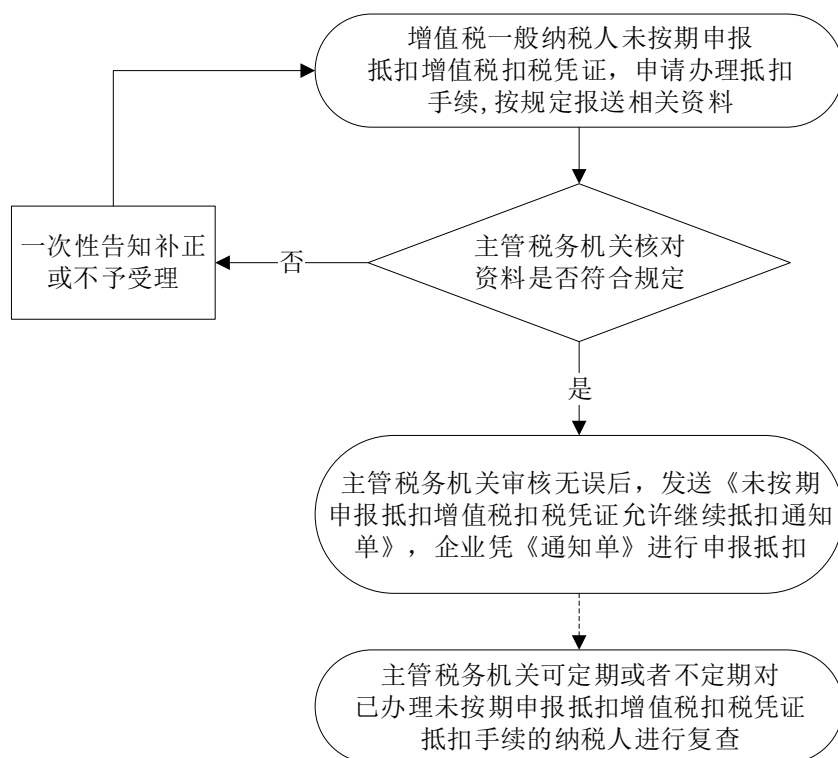 增值税一般纳税人未按期申报
抵扣增值税扣税凭证，申请办理抵扣
手续,按规定报送相关资料
一次性告知补正
或不予受理
否
主管税务机关核对
资料是否符合规定
是
主管税务机关审核无误后，发送《未按期
申报抵扣增值税扣税凭证允许继续抵扣通知
单》，企业凭《通知单》进行申报抵扣
主管税务机关可定期或者不定期对
已办理未按期申报抵扣增值税扣税凭证
抵扣手续的纳税人进行复查